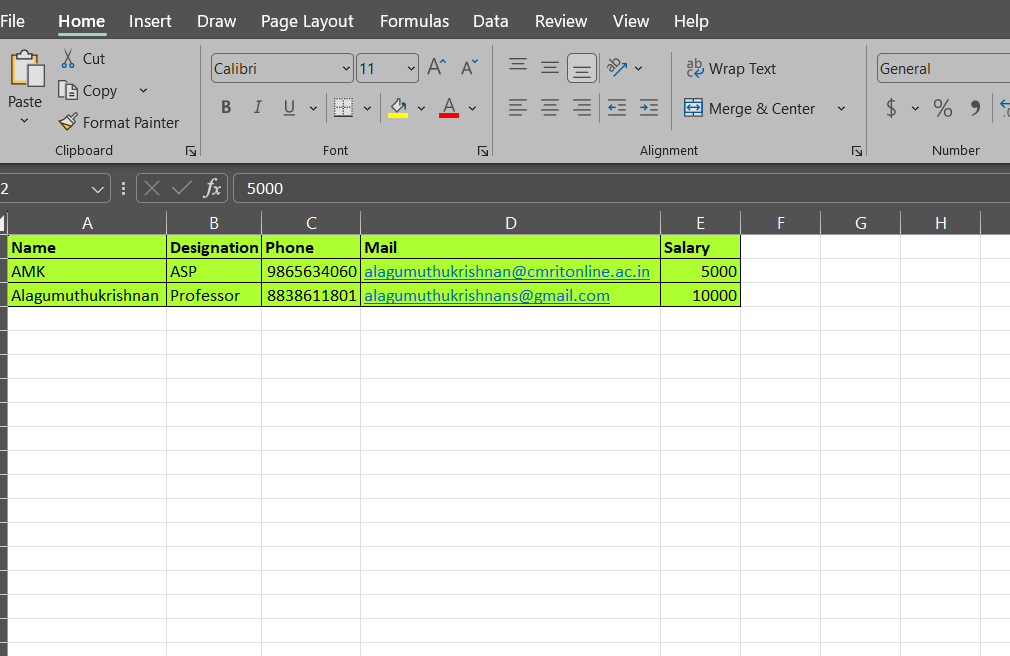 File Home Insert Draw Page Layout Formulas Data Review View Help
Cut
Calibri 11 A A Wrap Text General
Paste Copy
B I U A Merge & Center $ %
Format Painter
Clipboard Font Alignment Number
2 fx 5000
A B C D E F G H
Name Designation Phone Mail Salary
AMK ASP 9865634060 alagumuthukrishnan@cmritonline.ac.in 5000
Alagumuthukrishnan Professor 8838611801 alagumuthukrishnans@gmail.com 10000